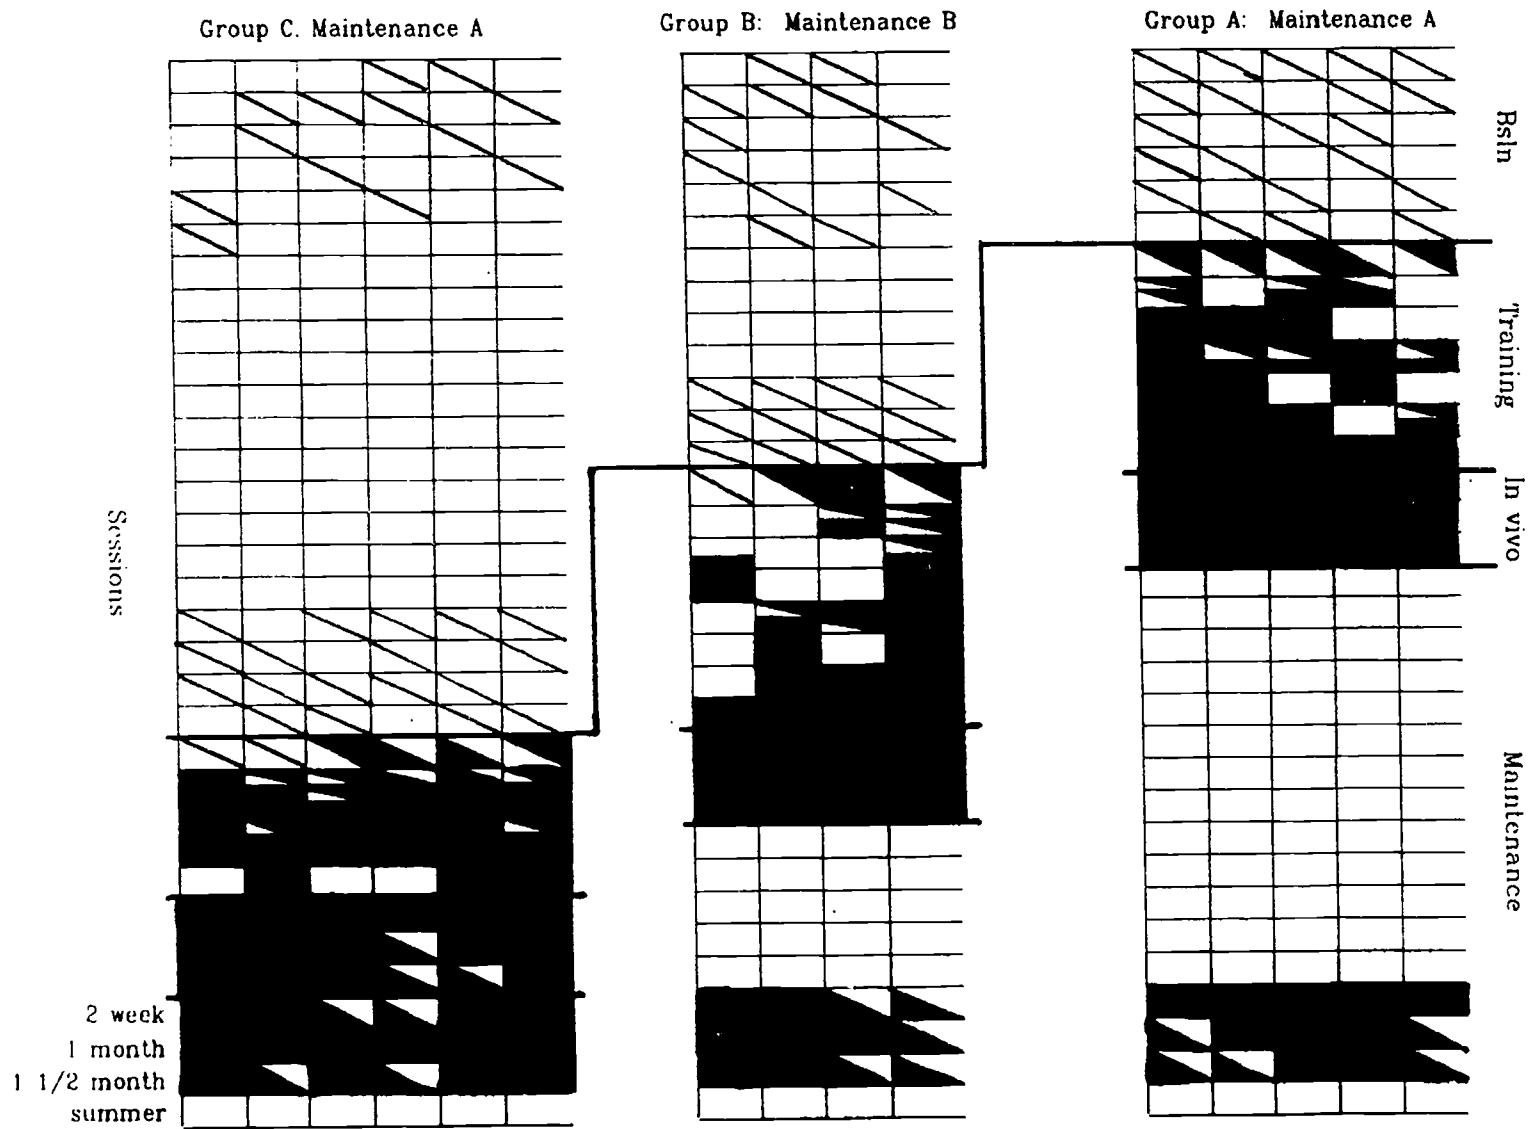 Group C. Maintenance A
Group B: Maintenance B
Group A: Maintenance A
Bsln
Training
In vivo
Maintenance
Sessions
2 week
1 month
1 1/2 month
summer